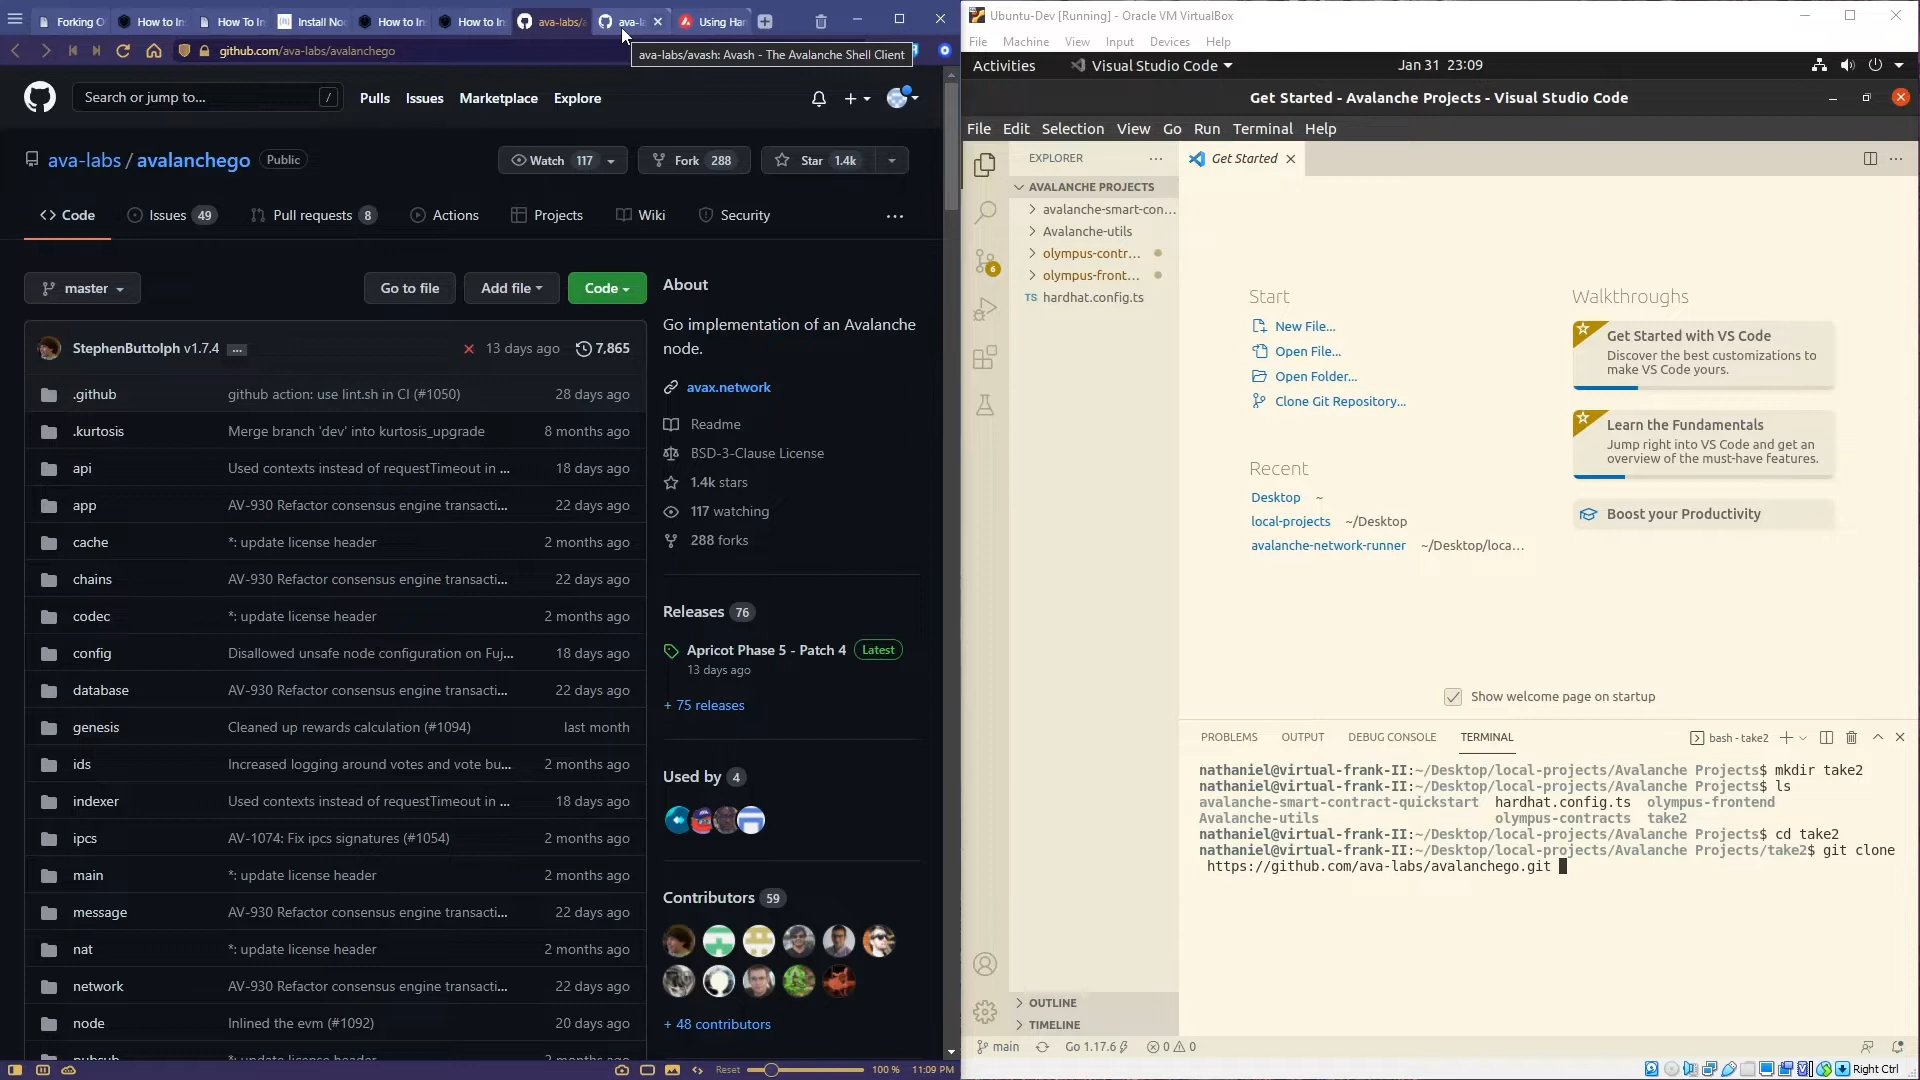 Forking O
How to In
How To In
Install No
How to In
How to In
ava-labs/a
ava-la
Using Har
github.com/ava-labs/avalanchego
ava-labs/avash: Avash - The Avalanche Shell Client
Search or jump to...
/
Pulls
Issues
Marketplace
Explore
ava-labs / avalanchego
Public
Watch 117
Fork 288
Star 1.4k
Code
Issues 49
Pull requests 8
Actions
Projects
Wiki
Security
master
Go to file
Add file
Code
StephenButtolph v1.7.4 ...
13 days ago
7,865
.github
github action: use lint.sh in CI (#1050)
28 days ago
.kurtosis
Merge branch 'dev' into kurtosis_upgrade
8 months ago
api
Used contexts instead of requestTimeout in ...
18 days ago
app
AV-930 Refactor consensus engine transacti...
22 days ago
cache
*: update license header
2 months ago
chains
AV-930 Refactor consensus engine transacti...
22 days ago
codec
*: update license header
2 months ago
config
Disallowed unsafe node configuration on Fuj...
18 days ago
database
AV-930 Refactor consensus engine transacti...
22 days ago
genesis
Cleaned up rewards calculation (#1094)
last month
ids
Increased logging around votes and vote bu...
2 months ago
indexer
Used contexts instead of requestTimeout in ...
18 days ago
ipcs
AV-1074: Fix ipcs signatures (#1054)
2 months ago
main
*: update license header
2 months ago
message
AV-930 Refactor consensus engine transacti...
22 days ago
nat
*: update license header
2 months ago
network
AV-930 Refactor consensus engine transacti...
22 days ago
node
Inlined the evm (#1092)
20 days ago
pubsub
*: update license header
2 months ago
About
Go implementation of an Avalanche
node.
avax.network
Readme
BSD-3-Clause License
1.4k stars
117 watching
288 forks
Releases 76
Apricot Phase 5 - Patch 4
Latest
13 days ago
+ 75 releases
Used by 4
Contributors 59
+ 48 contributors
Reset
100 %
11:09 PM
Ubuntu-Dev [Running] - Oracle VM VirtualBox
File
Machine
View
Input
Devices
Help
Activities
Visual Studio Code
Jan 31 23:09
Get Started - Avalanche Projects - Visual Studio Code
File
Edit
Selection
View
Go
Run
Terminal
Help
6
EXPLORER
AVALANCHE PROJECTS
avalanche-smart-con...
Avalanche-utils
olympus-contr...
olympus-front...
TS hardhat.config.ts
OUTLINE
TIMELINE
Get Started
Start
New File...
Open File...
Open Folder...
Clone Git Repository...
Recent
Desktop ~
local-projects ~/Desktop
avalanche-network-runner ~/Desktop/loca...
Walkthroughs
Get Started with VS Code
Discover the best customizations to
make VS Code yours.
Learn the Fundamentals
Jump right into VS Code and get an
overview of the must-have features.
Boost your Productivity
Show welcome page on startup
PROBLEMS
OUTPUT
DEBUG CONSOLE
TERMINAL
bash - take2
nathaniel@virtual-frank-II:~/Desktop/local-projects/Avalanche Projects$ mkdir take2
nathaniel@virtual-frank-II:~/Desktop/local-projects/Avalanche Projects$ ls
avalanche-smart-contract-quickstart hardhat.config.ts olympus-frontend
Avalanche-utils olympus-contracts take2
nathaniel@virtual-frank-II:~/Desktop/local-projects/Avalanche Projects$ cd take2
nathaniel@virtual-frank-II:~/Desktop/local-projects/Avalanche Projects/take2$ git clone
https://github.com/ava-labs/avalanchego.git
main
Go 1.17.6
0
0
Right Ctrl